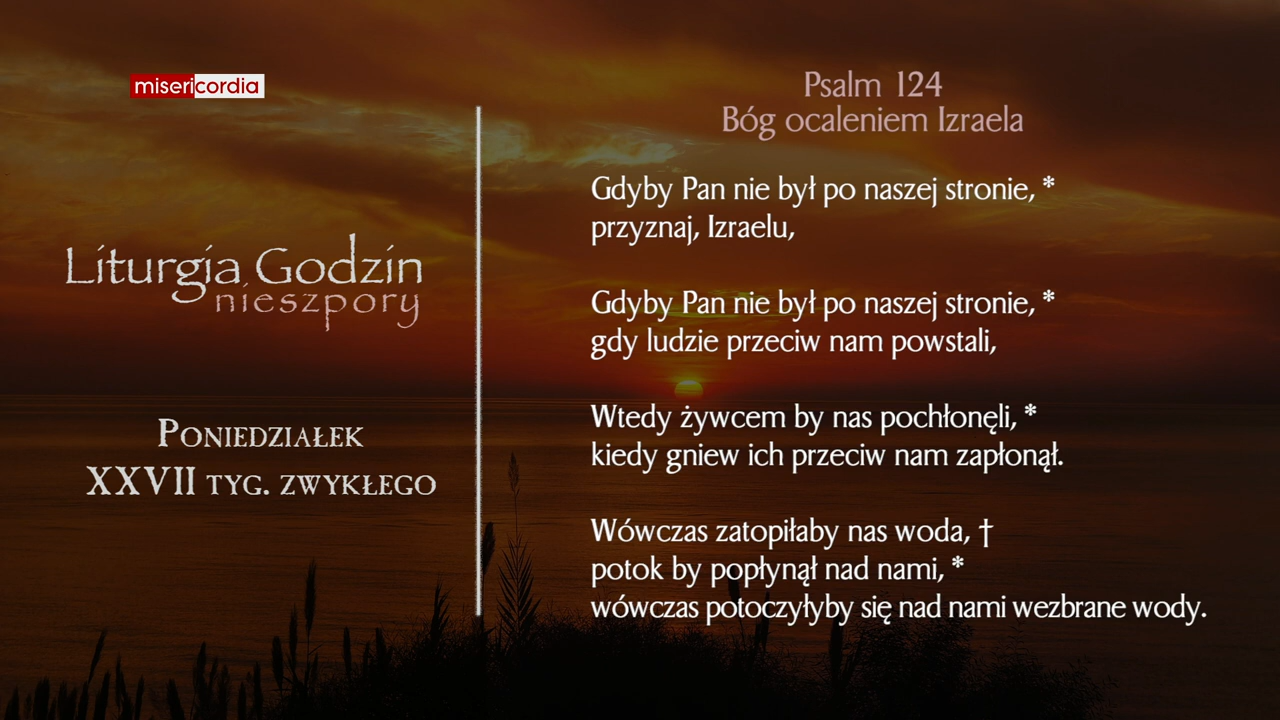 misericordia
Liturgia Godzin
nieszpory
Poniedziałek
XXVII tyg. zwykłego
Psalm 124
Bóg ocaleniem Izraela
Gdyby Pan nie był po naszej stronie, *
przyznaj, Izraelu,
Gdyby Pan nie był po naszej stronie, *
gdy ludzie przeciw nam powstali,
Wtedy żywcem by nas pochłonęli, *
kiedy gniew ich przeciw nam zapłonął.
Wówczas zatopiłaby nas woda, †
potok by popłynął nad nami, *
wówczas potoczyłyby się nad nami wezbrane wody.